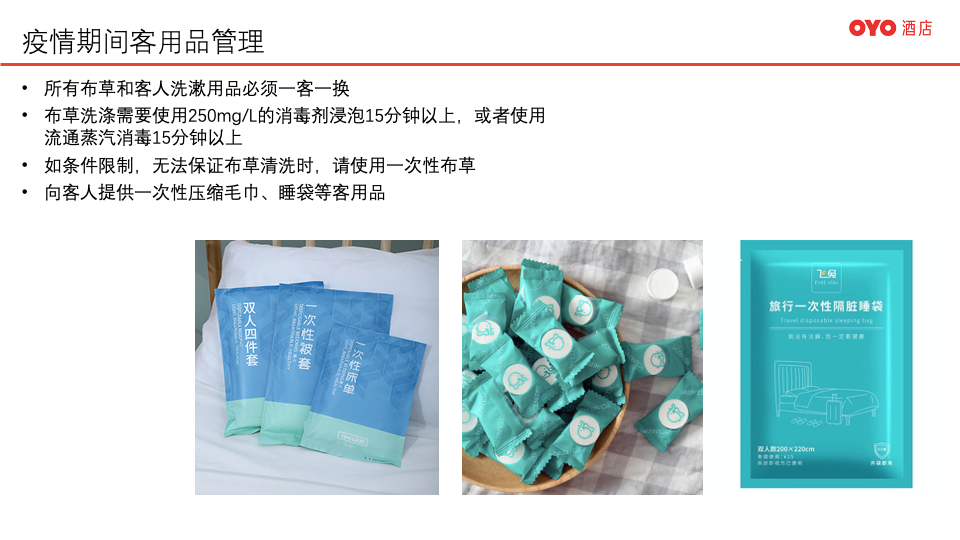 疫情期间客用品管理
OYO 酒店
• 所有布草和客人洗漱用品必须一客一换
• 布草洗涤需要使用250mg/L的消毒剂浸泡15分钟以上，或者使用
流通蒸汽消毒15分钟以上
• 如条件限制，无法保证布草清洗时，请使用一次性布草
• 向客人提供一次性压缩毛巾、睡袋等客用品
双人四件套
一次性被套
一次性床单
旅行一次性隔脏睡袋
Travel disposable sleeping bag
双人款200×220cm